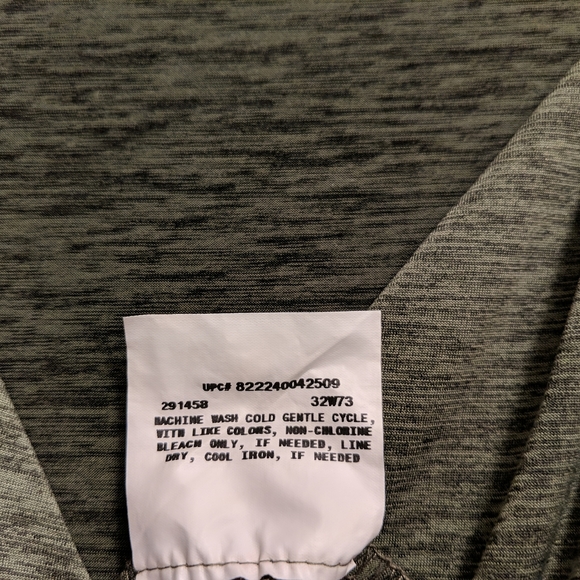 UPC# 822240042509
291458 32W73
MACHINE WASH COLD GENTLE CYCLE,
WITH LIKE COLORS, NON-CHLORINE
BLEACH ONLY, IF NEEDED, LINE
DRY, COOL IRON, IF NEEDED